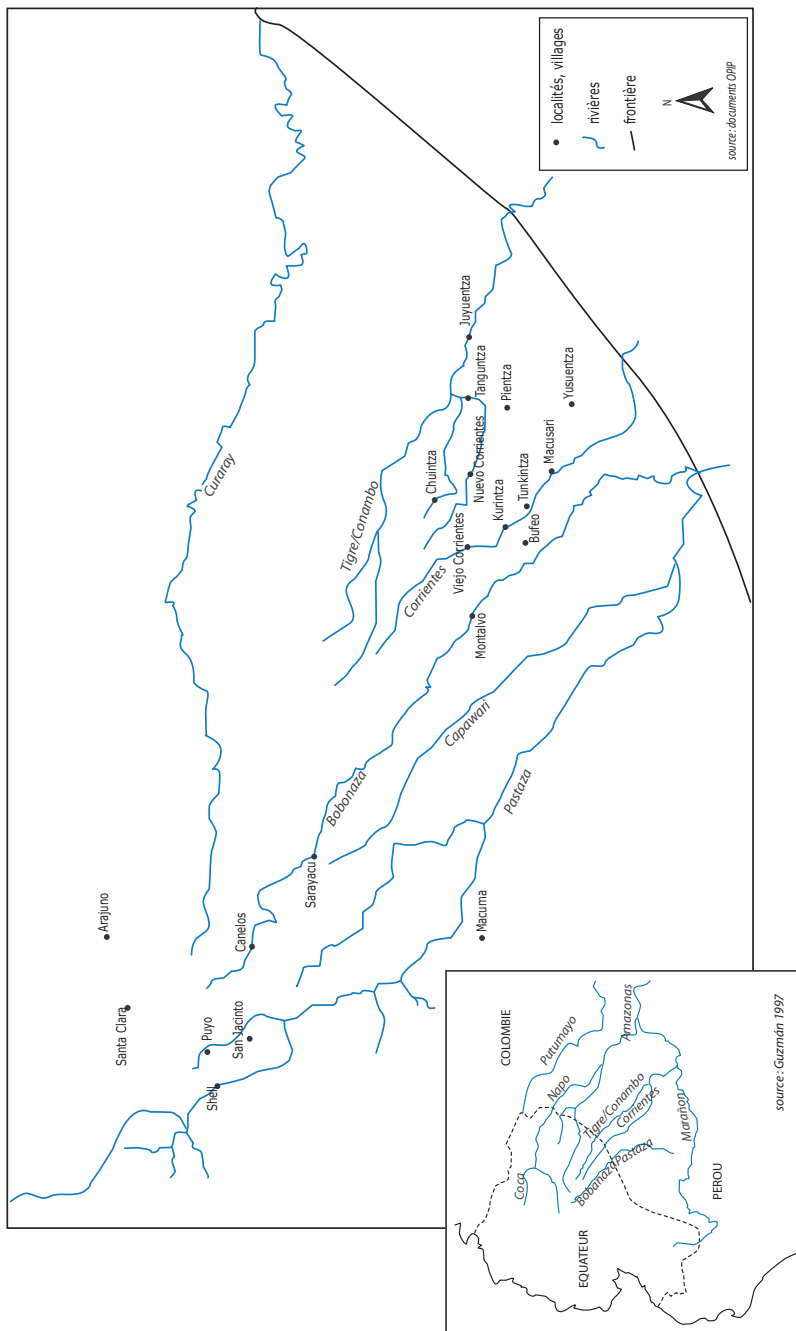 Arajuno
Santa Clara
Puyo
San Jacinto
Shell
Canelos
Sarayacu
Macuma
Curaray
Tigre/Conambo
Corrientes
Bobonaza
Capawari
Pastaza
Montalvo
Viejo Corrientes
Chuintza
Nuevo Corrientes
Tanguntza
Juyuentza
Kurintza
Pientza
Tunkintza
Bufeo
Macusari
Yusuentza
localités, villages
rivières
frontière
N
source : documents OPIP
COLOMBIE
Putumayo
Napo
Coca
Amazonas
Tigre/Conambo
Corrientes
Bobanaza
Pastaza
Marañon
EQUATEUR
PEROU
source : Guzmán 1997